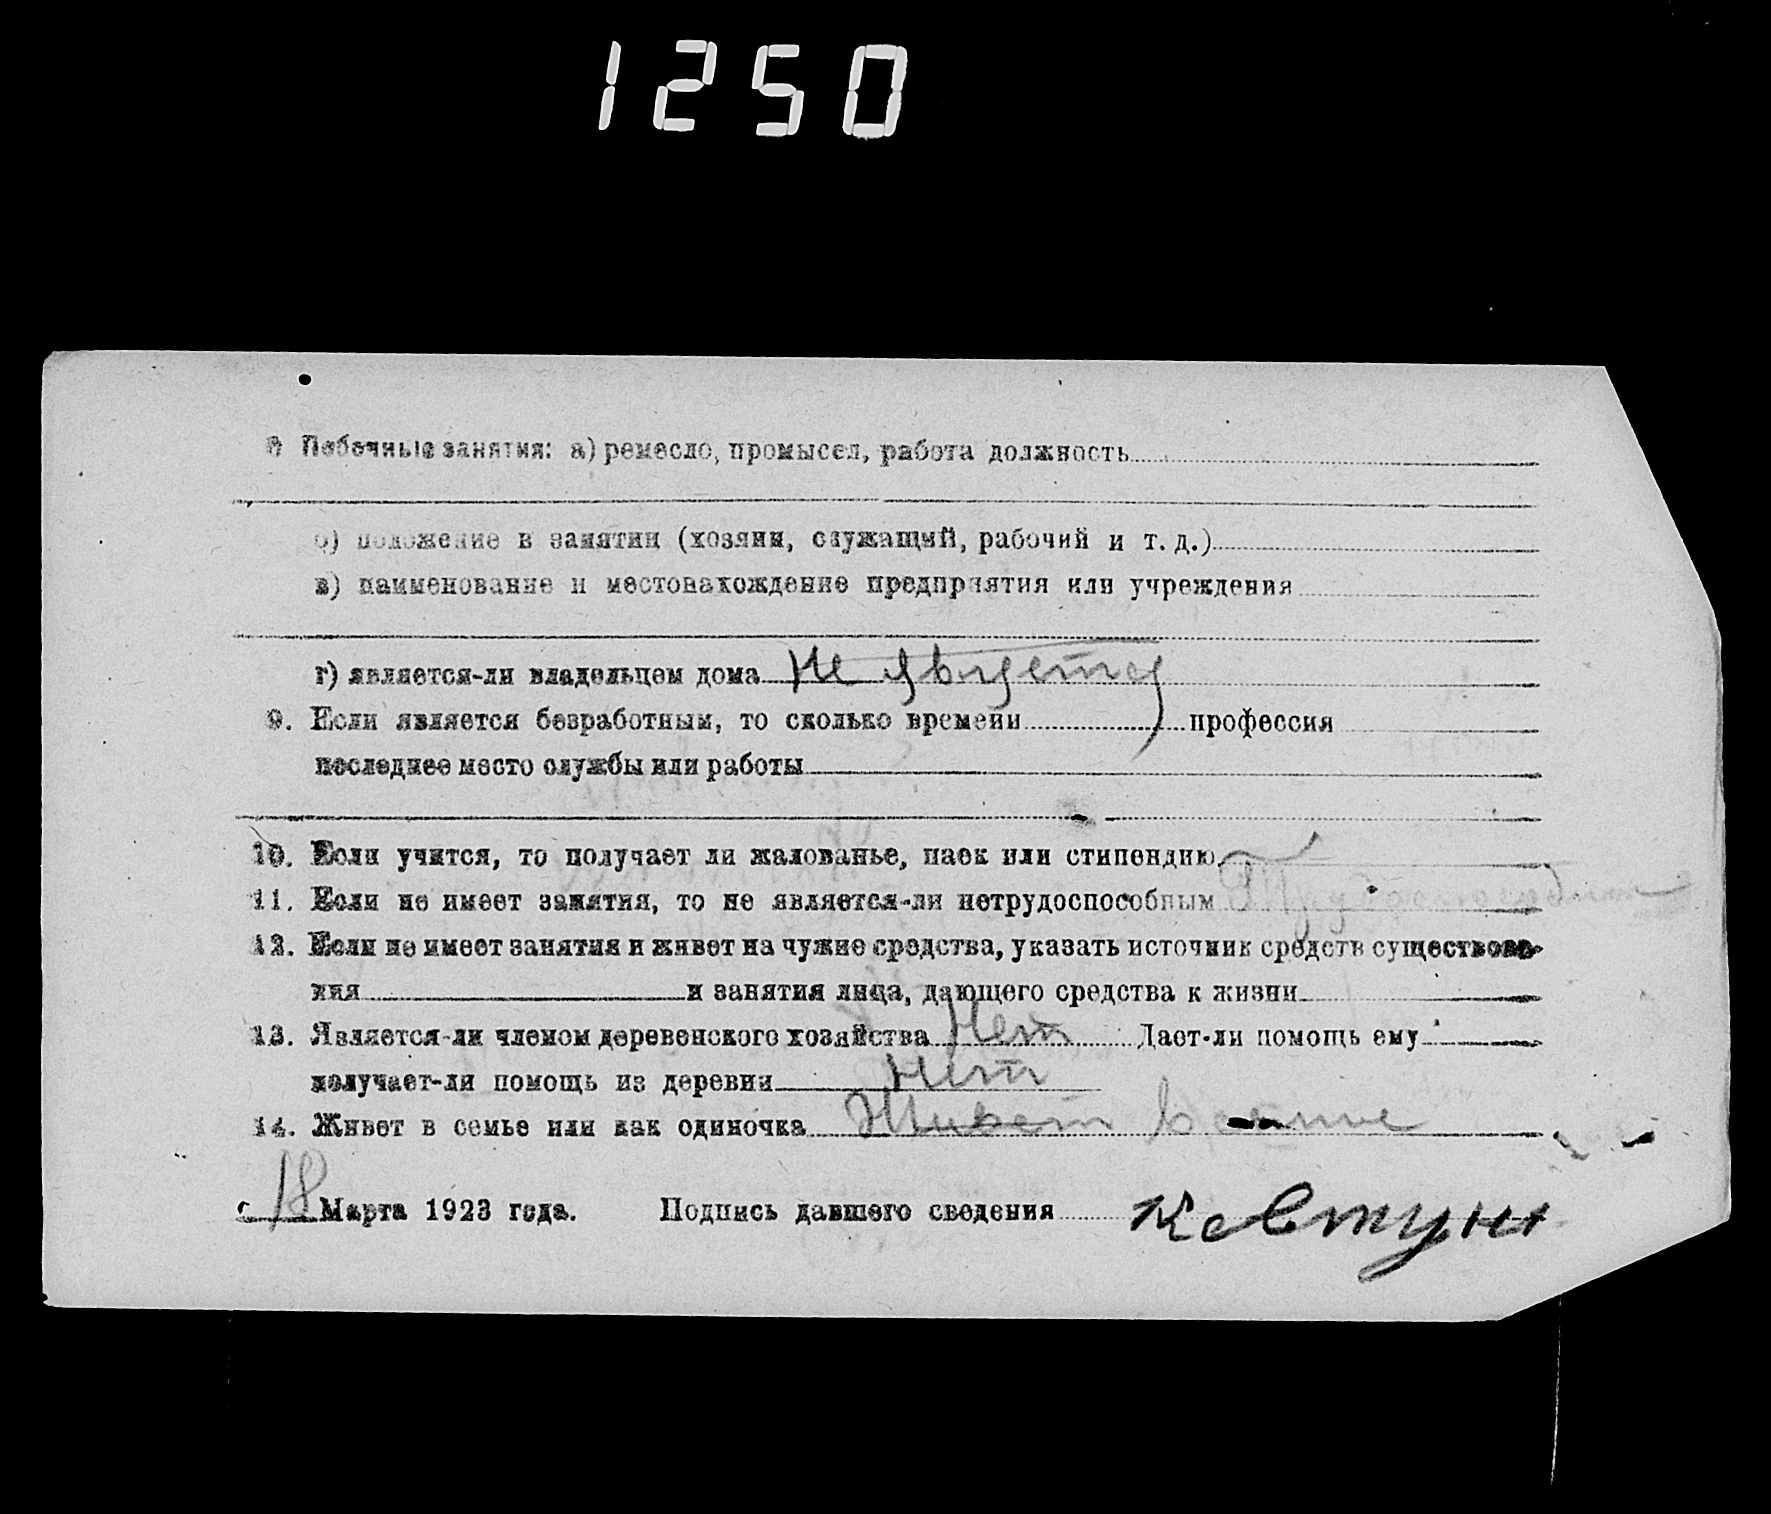 1250
8 Побочные занятия: а) ремесло, промысел, работа должность
б) положение в занятии (хозяин, служащий, рабочий и т. д.)
в) наименование и местонахождение предприятия или учреждения
г) является-ли владельцем дома Не является
9. Если является безработным, то сколько времени профессия
последнее место службы или работы
10. Если учится, то получает ли жалованье, паек или стипендию
11. Если не имеет занятия, то не является-ли нетрудоспособным
12. Если не имеет занятия и живет на чужие средства, указать источник средств существова-
ния и занятия лица, дающего средства к жизни
13. Является-ли членом деревенского хозяйства Нет Дает-ли помощь ему
получает-ли помощь из деревни Нет
14. Живет в семье или как одиночка Живет в семье
18 Марта 1923 года. Подпись давшего сведения